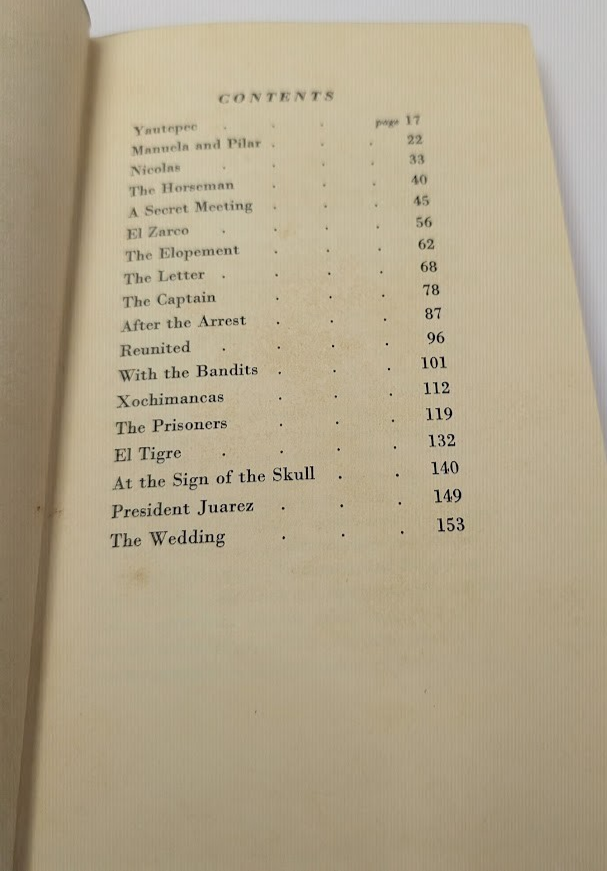 CONTENTS
Yautepec . . . page 17
Manuela and Pilar . . . 22
Nicolas . . . 33
The Horseman . . . 40
A Secret Meeting . . . 45
El Zarco . . . . 56
The Elopement . . . 62
The Letter . . . . 68
The Captain . . . 78
After the Arrest . . . 87
Reunited . . . . 96
With the Bandits . . . 101
Xochimancas . . . 112
The Prisoners . . . 119
El Tigre . . . . 132
At the Sign of the Skull . . 140
President Juarez . . . 149
The Wedding . . . 153